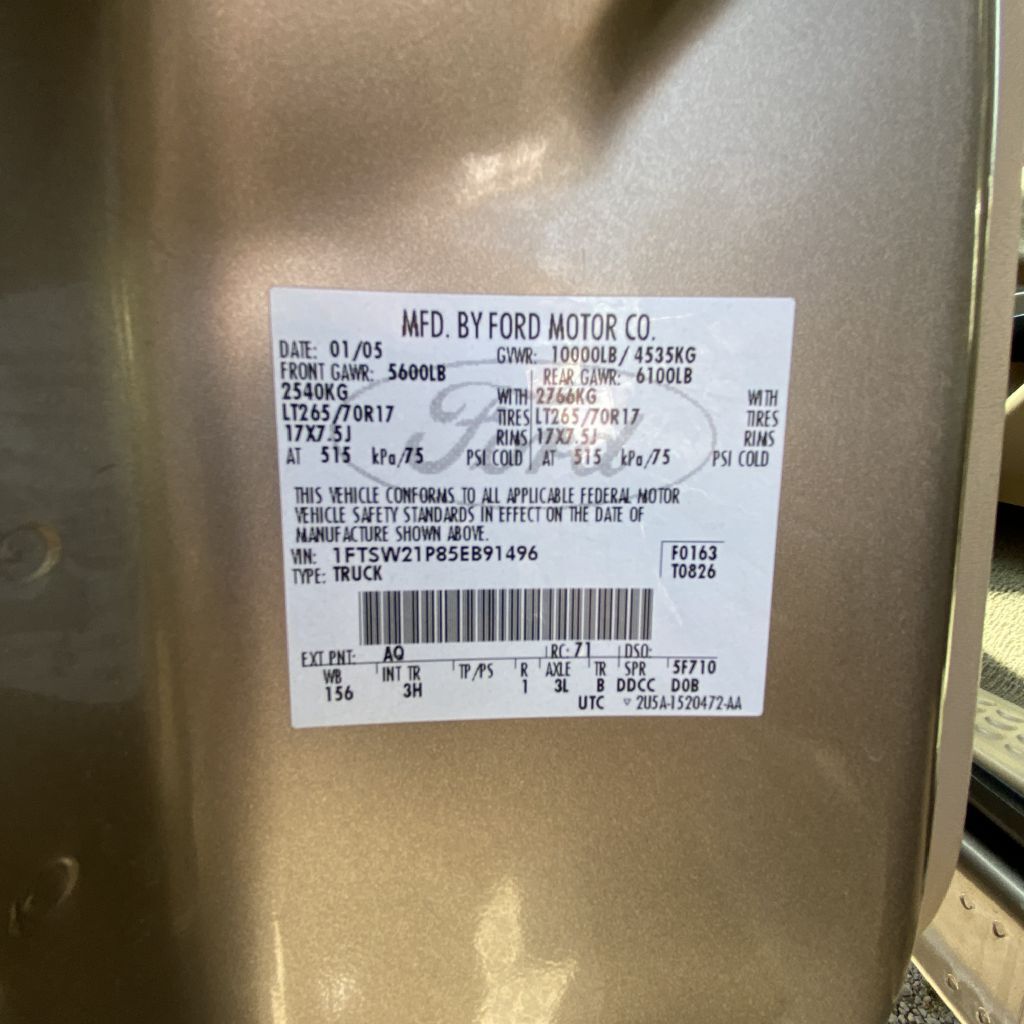 MFD. BY FORD MOTOR CO.
DATE: 01/05 GVWR: 10000LB/ 4535KG
FRONT GAWR: 5600LB REAR GAWR: 6100LB
2540KG WITH 2766KG WITH
LT265/70R17 TIRES LT265/70R17 TIRES
17X7.5J RIMS 17X7.5J RIMS
AT 515 kPa/75 PSI COLD AT 515 kPa/75 PSI COLD
THIS VEHICLE CONFORMS TO ALL APPLICABLE FEDERAL MOTOR
VEHICLE SAFETY STANDARDS IN EFFECT ON THE DATE OF
MANUFACTURE SHOWN ABOVE.
VIN: 1FTSW21P85EB91496 F0163
TYPE: TRUCK T0826
EXT PNT: AQ RC: 71 DSO:
WB INT TR TP/PS R AXLE TR SPR 5F710
156 3H 1 3L B DDCC DOB
UTC ▽ 2U5A-1520472-AA
Ford